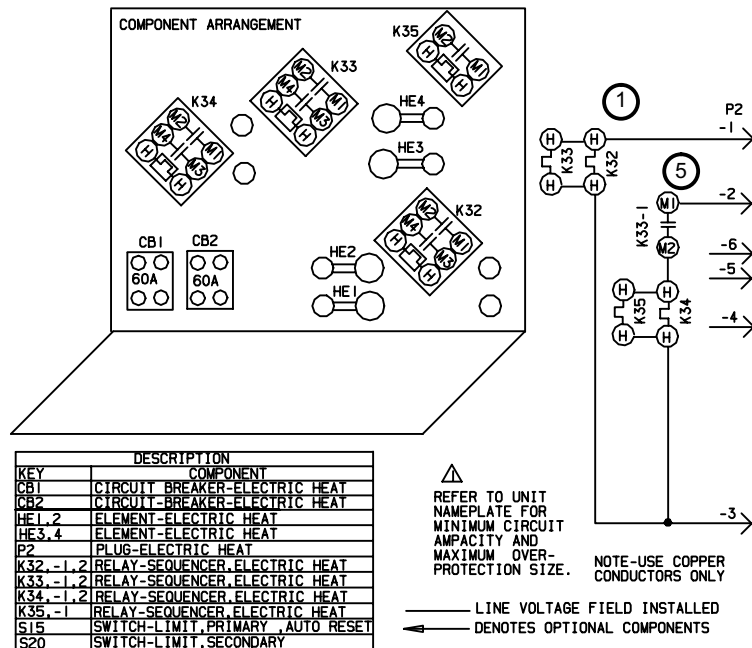 COMPONENT ARRANGEMENT
K35
M2
M1
H
H
K33
M2
M4
M1
H
M3
H
K34
M2
M4
M1
H
M3
H
HE4
HE3
K32
M2
M4
M1
H
M3
H
HE2
HE1
CB1
CB2
60A
60A
1
P2
H
H
-1
K33
K32
H
H
5
M1
-2
K33-1
M2
-6
-5
H
H
K35
K34
-4
H
H
-3
DESCRIPTION
KEY COMPONENT
CB1 CIRCUIT BREAKER-ELECTRIC HEAT
CB2 CIRCUIT-BREAKER-ELECTRIC HEAT
HE1,2 ELEMENT-ELECTRIC HEAT
HE3,4 ELEMENT-ELECTRIC HEAT
P2 PLUG-ELECTRIC HEAT
K32,-1,2 RELAY-SEQUENCER,ELECTRIC HEAT
K33,-1,2 RELAY-SEQUENCER,ELECTRIC HEAT
K34,-1,2 RELAY-SEQUENCER,ELECTRIC HEAT
K35,-1 RELAY-SEQUENCER,ELECTRIC HEAT
S15 SWITCH-LIMIT,PRIMARY ,AUTO RESET
S20 SWITCH-LIMIT,SECONDARY
1
REFER TO UNIT
NAMEPLATE FOR
MINIMUM CIRCUIT
AMPACITY AND
MAXIMUM OVER-
PROTECTION SIZE.
NOTE-USE COPPER
CONDUCTORS ONLY
LINE VOLTAGE FIELD INSTALLED
DENOTES OPTIONAL COMPONENTS